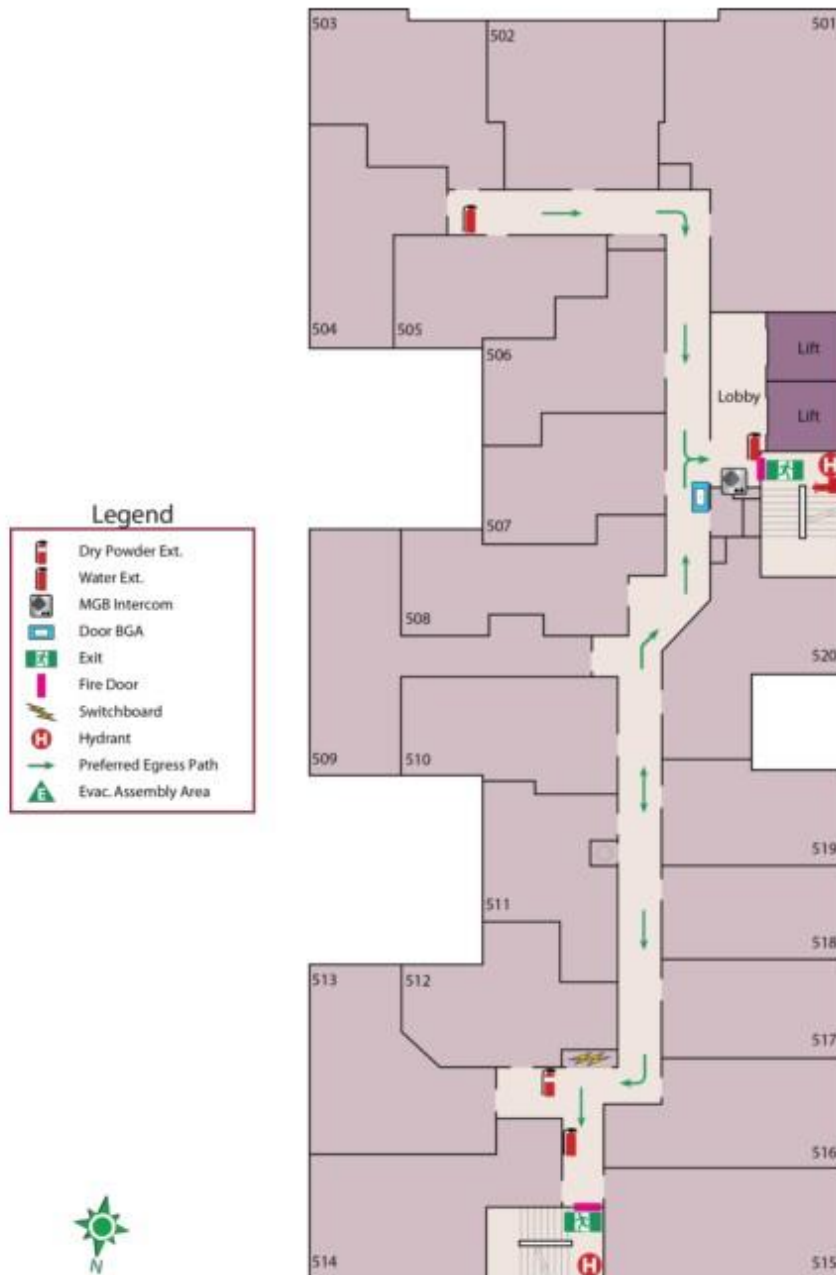 503
502
501
504
505
506
Lift
Lobby
Lift
H
507
Legend
Dry Powder Ext.
Water Ext.
MGB Intercom
Door BGA
Exit
Fire Door
Switchboard
H Hydrant
Preferred Egress Path
E Evac. Assembly Area
508
520
509
510
519
511
518
513
512
517
516
514
515
H
N